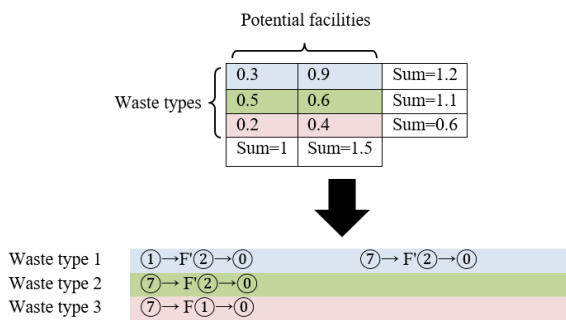 Potential facilities
0.3 0.9 Sum=1.2
Waste types 0.5 0.6 Sum=1.1
0.2 0.4 Sum=0.6
Sum=1 Sum=1.5
Waste type 1 ①→F'②→⓪ ⑦→F'②→⓪
Waste type 2 ⑦→F'②→⓪
Waste type 3 ⑦→F①→⓪